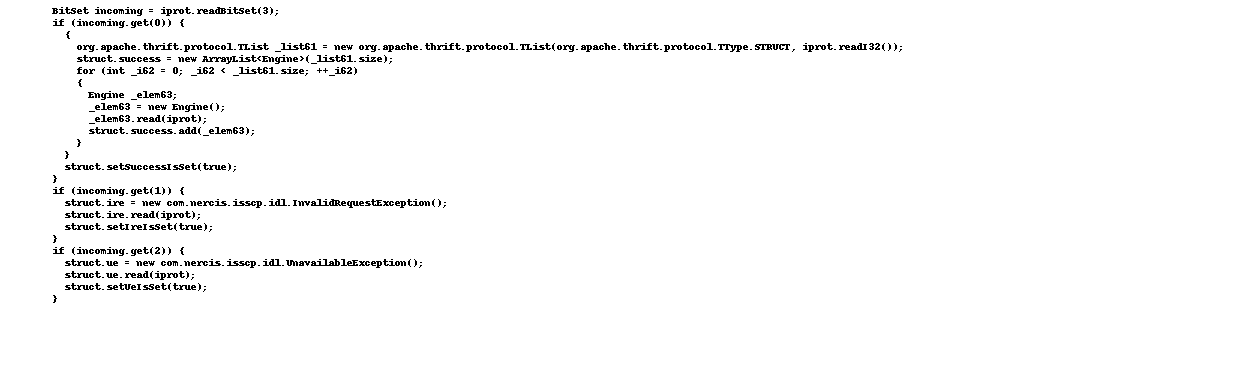 BitSet incoming = iprot.readBitSet(3);
if (incoming.get(0)) {
{
org.apache.thrift.protocol.TList _list61 = new org.apache.thrift.protocol.TList(org.apache.thrift.protocol.TType.STRUCT, iprot.readI32());
struct.success = new ArrayList<Engine>(_list61.size);
for (int _i62 = 0; _i62 < _list61.size; ++_i62)
{
Engine _elem63;
_elem63 = new Engine();
_elem63.read(iprot);
struct.success.add(_elem63);
}
}
struct.setSuccessIsSet(true);
}
if (incoming.get(1)) {
struct.ire = new com.nercis.isscp.idl.InvalidRequestException();
struct.ire.read(iprot);
struct.setIreIsSet(true);
}
if (incoming.get(2)) {
struct.ue = new com.nercis.isscp.idl.UnavailableException();
struct.ue.read(iprot);
struct.setUeIsSet(true);
}